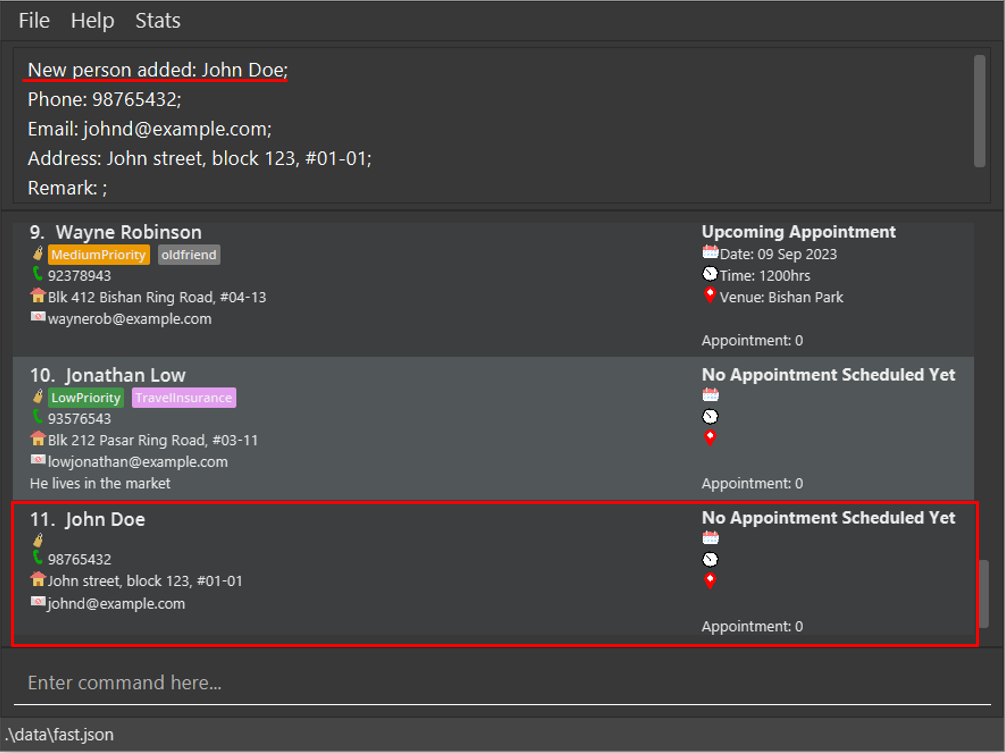 File Help Stats
New person added: John Doe;
Phone: 98765432;
Email: johnd@example.com;
Address: John street, block 123, #01-01;
Remark: ;
9. Wayne Robinson
MediumPriority oldfriend
92378943
Blk 412 Bishan Ring Road, #04-13
waynerob@example.com
Upcoming Appointment
Date: 09 Sep 2023
Time: 1200hrs
Venue: Bishan Park
Appointment: 0
10. Jonathan Low
LowPriority TravelInsurance
93576543
Blk 212 Pasar Ring Road, #03-11
lowjonathan@example.com
He lives in the market
No Appointment Scheduled Yet
Appointment: 0
11. John Doe
98765432
John street, block 123, #01-01
johnd@example.com
No Appointment Scheduled Yet
Appointment: 0
Enter command here...
.\data\fast.json